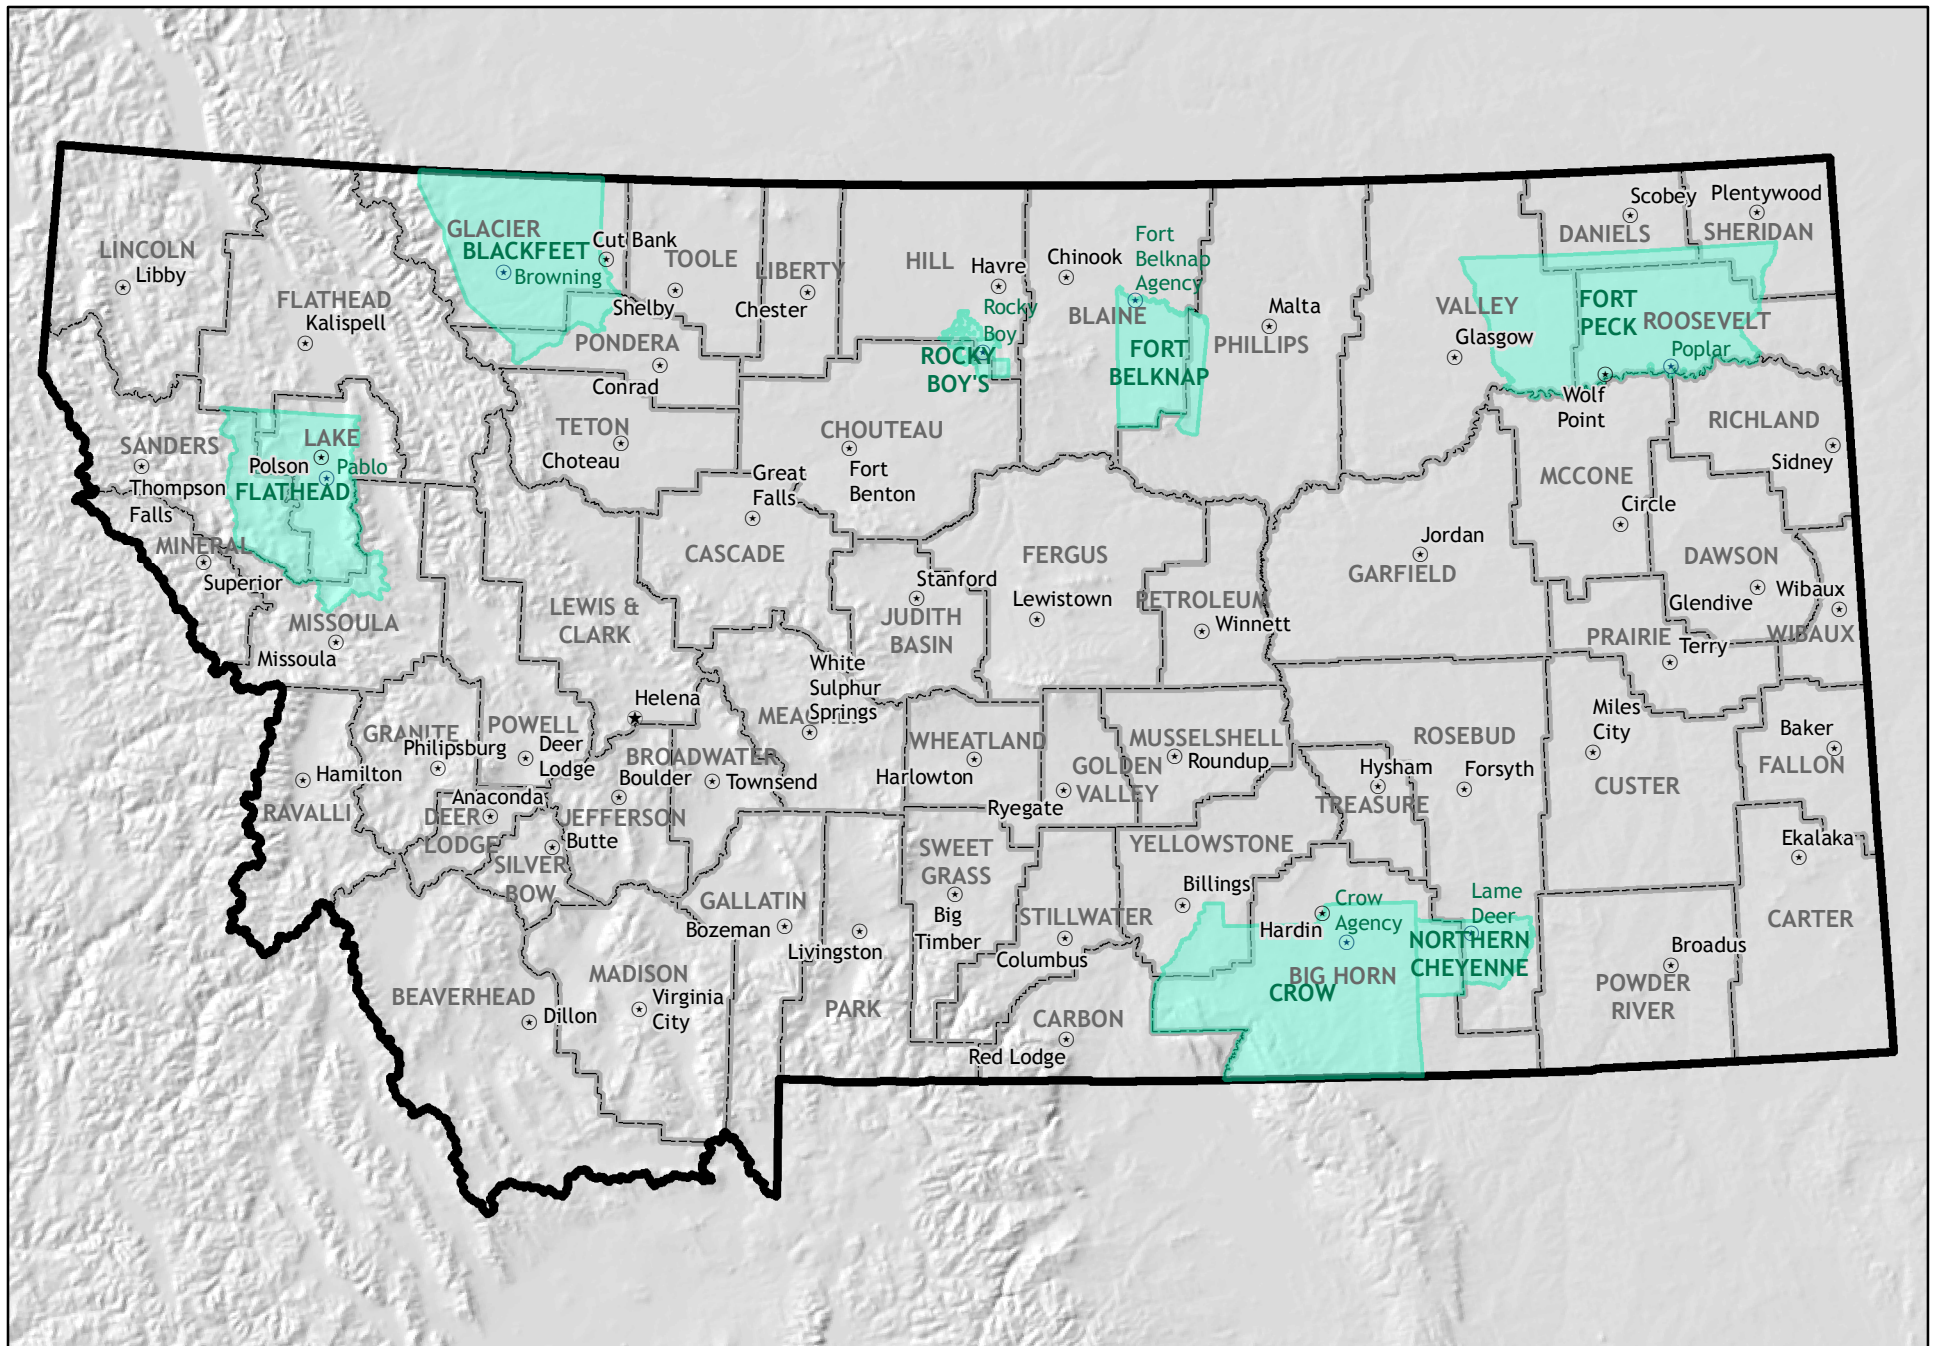 Scobey
Plentywood
DANIELS
SHERIDAN
GLACIER
BLACKFEET
Cut Bank
Browning
LINCOLN
Libby
FLATHEAD
Kalispell
TOOLE
Shelby
LIBERTY
Chester
HILL
Havre
Rocky
Boy
ROCKY
BOY'S
Chinook
BLAINE
Fort
Belknap
Agency
FORT
BELKNAP
Malta
PHILLIPS
VALLEY
Glasgow
FORT
PECK
ROOSEVELT
Poplar
Wolf
Point
PONDERA
Conrad
TETON
Choteau
CHOUTEAU
Fort
Benton
Great
Falls
CASCADE
SANDERS
Thompson
Falls
LAKE
Polson
Pablo
FLATHEAD
MINERAL
Superior
MISSOULA
Missoula
LEWIS &
CLARK
Helena
Stanford
JUDITH
BASIN
FERGUS
Lewistown
PETROLEUM
Winnett
Jordan
GARFIELD
MCCONE
Circle
RICHLAND
Sidney
DAWSON
Glendive
Wibaux
WIBAUX
PRAIRIE
Terry
White
Sulphur
Springs
MEAGHER
GRANITE
Philipsburg
POWELL
Deer
Lodge
BROADWATER
Boulder
Townsend
JEFFERSON
Hamilton
RAVALLI
Anaconda
DEER
LODGE
Butte
SILVER
BOW
WHEATLAND
Harlowton
GOLDEN
VALLEY
Ryegate
MUSSELSHELL
Roundup
Hysham
TREASURE
ROSEBUD
Forsyth
Miles
City
CUSTER
Baker
FALLON
Ekalaka
CARTER
GALLATIN
Bozeman
Livingston
PARK
SWEET
GRASS
Big
Timber
STILLWATER
Columbus
YELLOWSTONE
Billings
Hardin
Crow
Agency
BIG HORN
CROW
Lame
Deer
NORTHERN
CHEYENNE
Broadus
POWDER
RIVER
BEAVERHEAD
Dillon
MADISON
Virginia
City
CARBON
Red Lodge